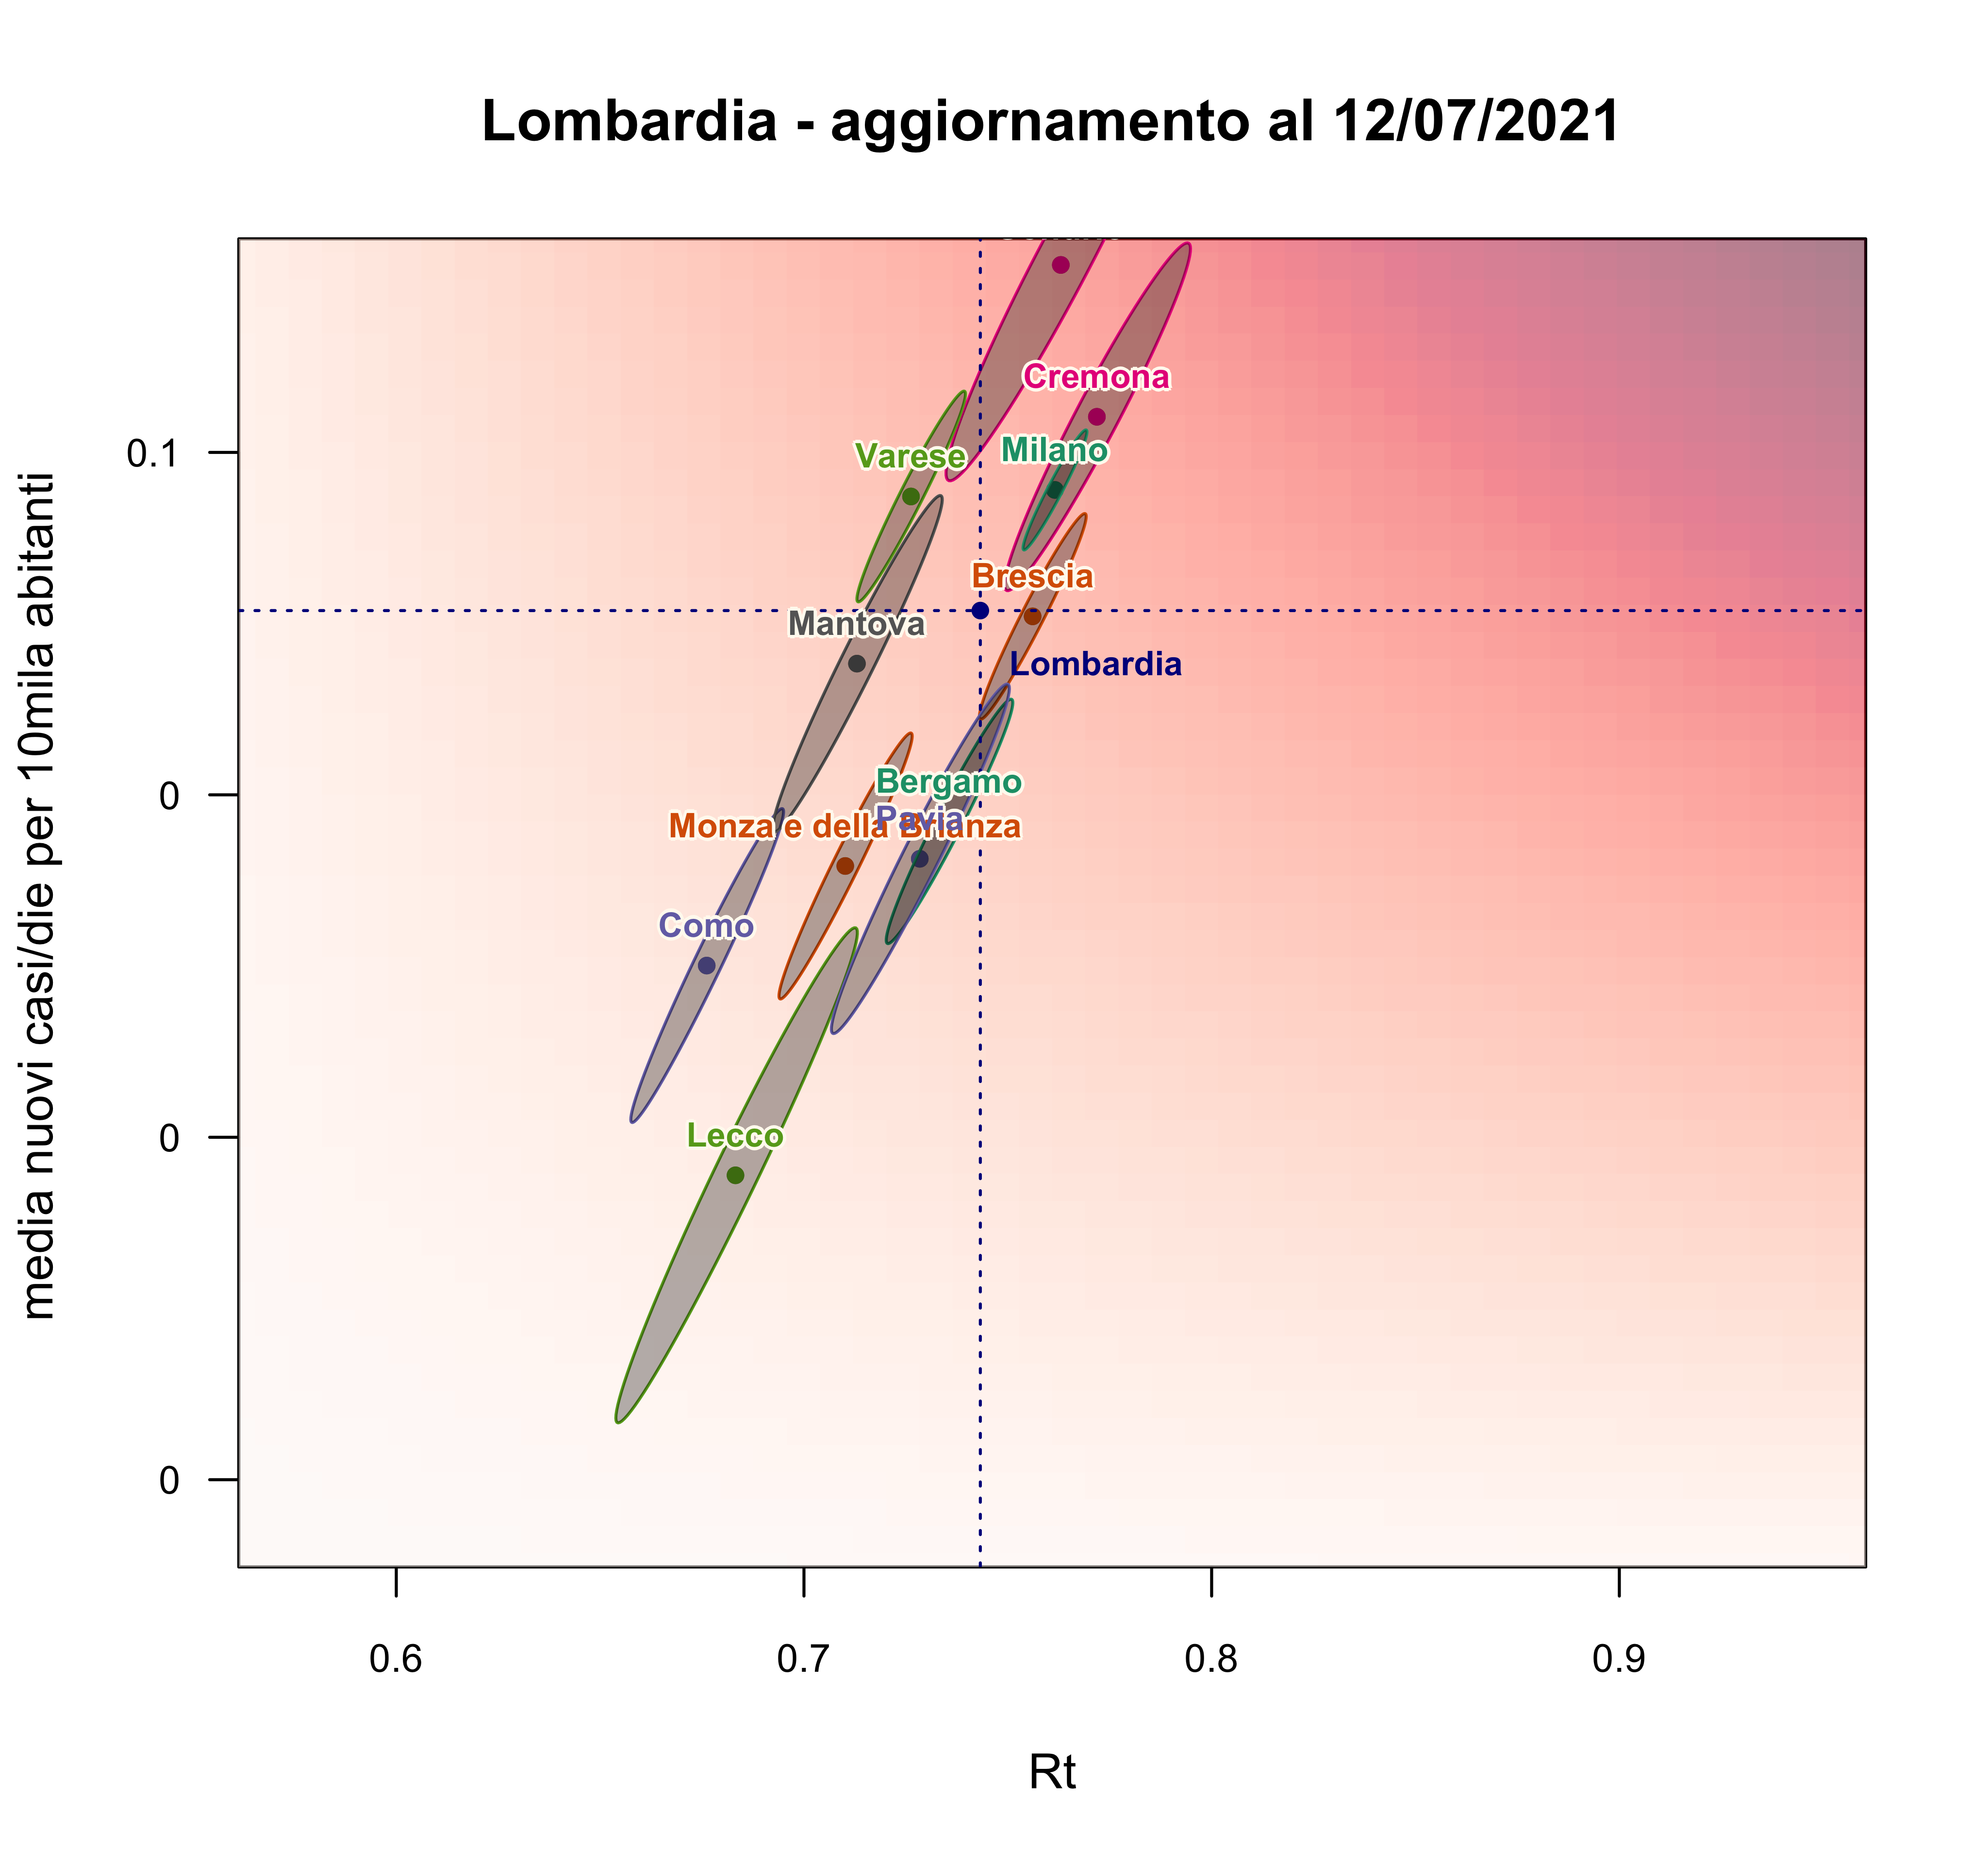 Lombardia - aggiornamento al 12/07/2021
media nuovi casi/die per 10mila abitanti
0.1
0
0
0
Cremona
Varese
Milano
Brescia
Mantova
Lombardia
Bergamo
Pavia
Monza e della Brianza
Como
Lecco
0.6
0.7
0.8
0.9
Rt